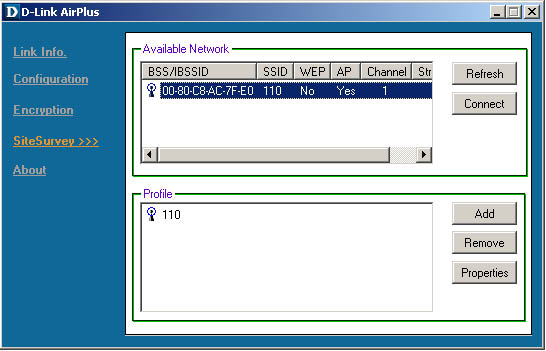 D-Link AirPlus
Link Info.
Configuration
Encryption
SiteSurvey >>>
About
Available Network
BSS/IBSSID SSID WEP AP Channel Str
00-80-C8-AC-7F-E0 110 No Yes 1
Refresh
Connect
Profile
110
Add
Remove
Properties